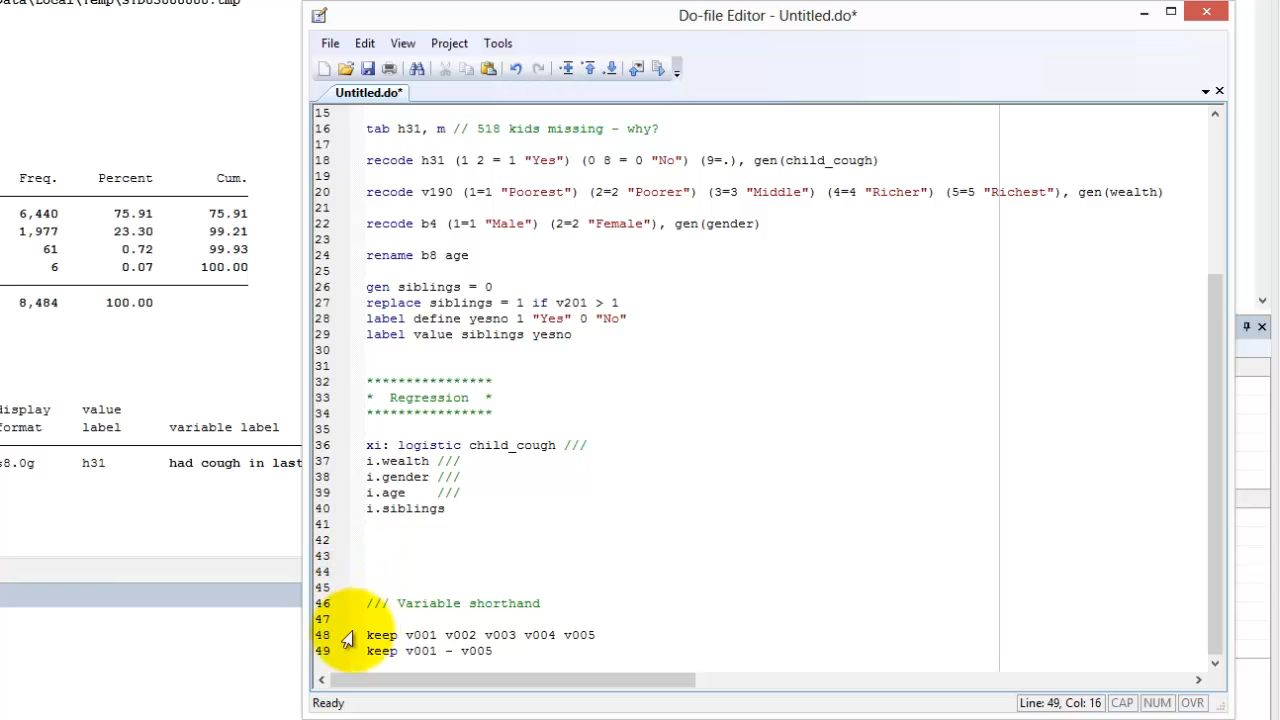 Data\Local\Temp\STD03000000.tmp
Do-file Editor - Untitled.do*
File Edit View Project Tools
Untitled.do*
15
16 tab h31, m // 518 kids missing - why?
17
18 recode h31 (1 2 = 1 "Yes") (0 8 = 0 "No") (9=.), gen(child_cough)
19
20 recode v190 (1=1 "Poorest") (2=2 "Poorer") (3=3 "Middle") (4=4 "Richer") (5=5 "Richest"), gen(wealth)
21
22 recode b4 (1=1 "Male") (2=2 "Female"), gen(gender)
23
24 rename b8 age
25
26 gen siblings = 0
27 replace siblings = 1 if v201 > 1
28 label define yesno 1 "Yes" 0 "No"
29 label value siblings yesno
30
31
32 ****************
33 *  Regression  *
34 ****************
35
36 xi: logistic child_cough ///
37 i.wealth ///
38 i.gender ///
39 i.age    ///
40 i.siblings
41
42
43
44
45
46 /// Variable shorthand
47
48 keep v001 v002 v003 v004 v005
49 keep v001 - v005
Freq. Percent Cum.
6,440 75.91 75.91
1,977 23.30 99.21
61 0.72 99.93
6 0.07 100.00
8,484 100.00
display value
format label variable label
%8.0g h31 had cough in last
Ready Line: 49, Col: 16 CAP NUM OVR